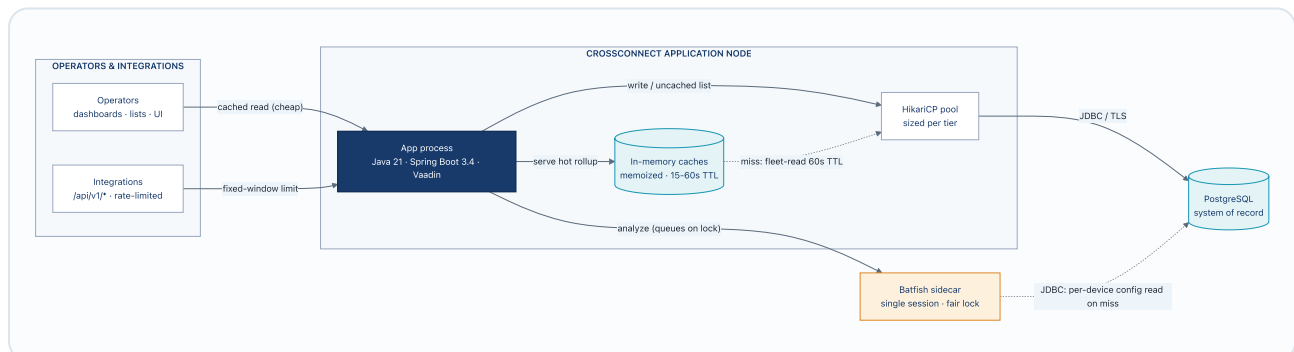 CROSSCONNECT APPLICATION NODE
OPERATORS & INTEGRATIONS
Operators
dashboards · lists · UI
cached read (cheap)
write / uncached list
HikariCP pool
sized per tier
JDBC / TLS
App process
Java 21 · Spring Boot 3.4 ·
Vaadin
serve hot rollup
In-memory caches
memoized · 15-60s TTL
miss: fleet-read 60s TTL
Integrations
/api/v1/* · rate-limited
fixed-window limit
PostgreSQL
system of record
analyze (queues on lock)
Batfish sidecar
single session · fair lock
JDBC: per-device config read
on miss